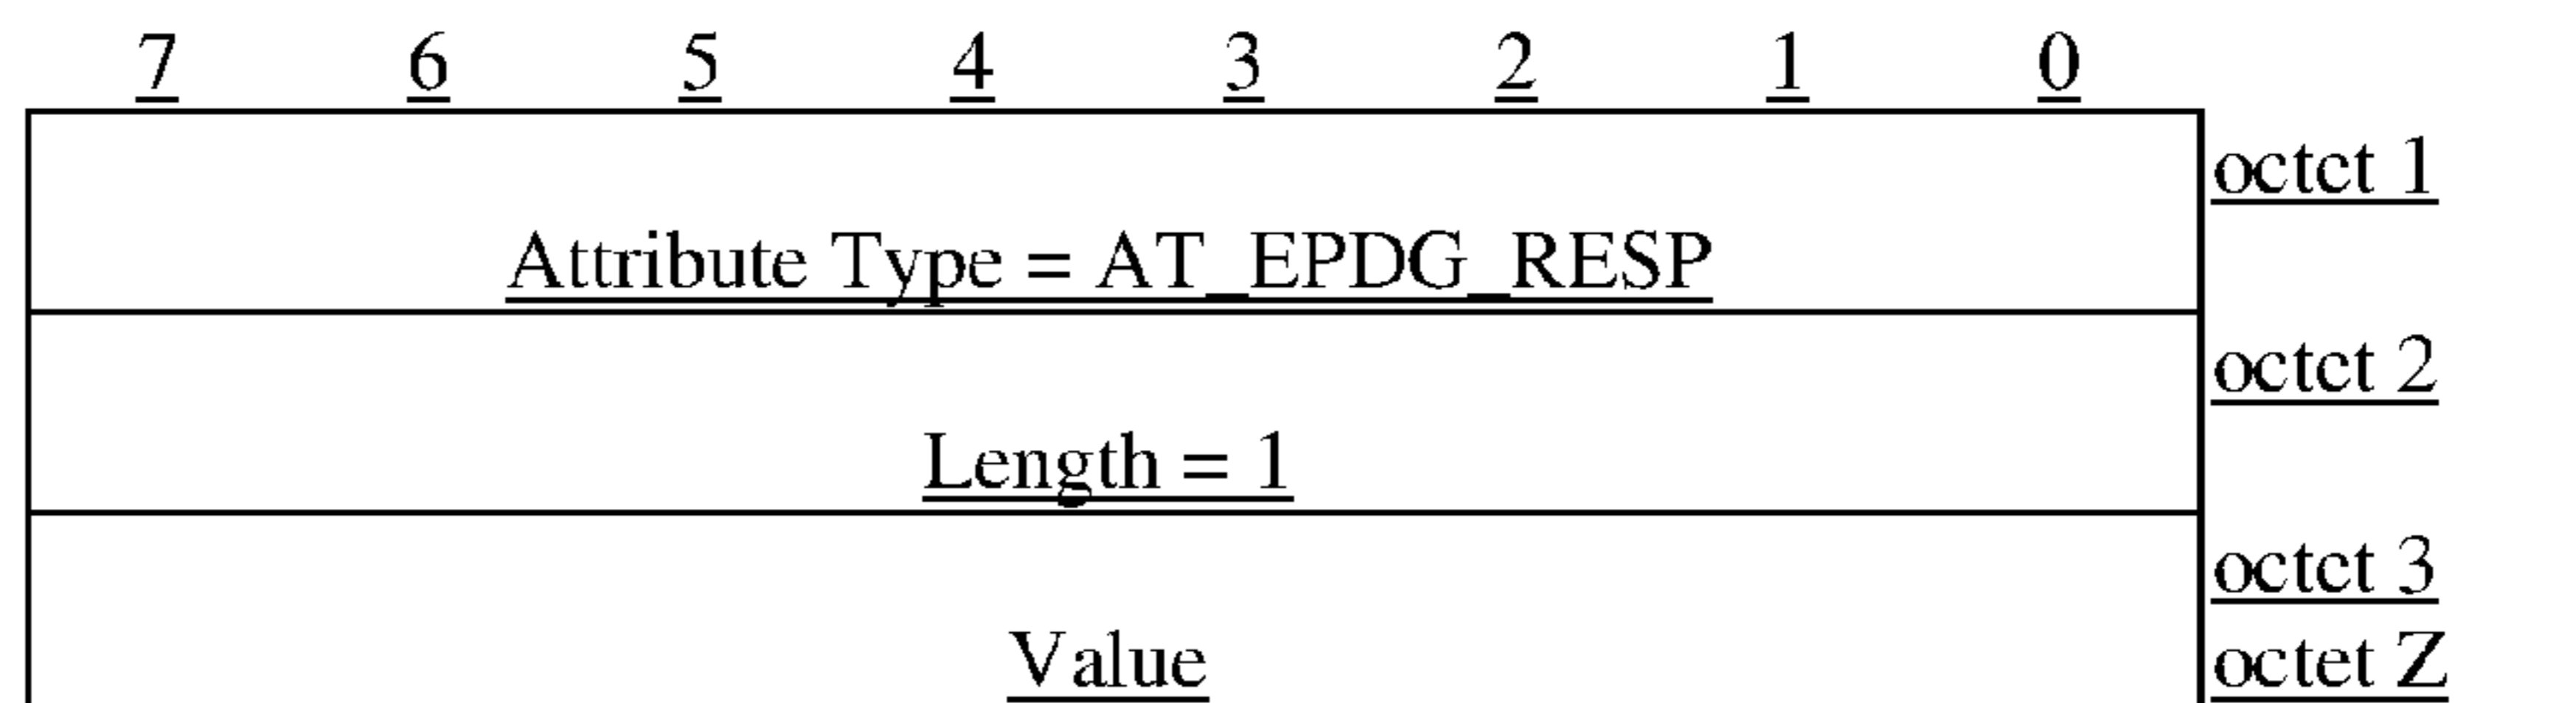 7 6 5 4 3 2 1 0
octet 1
Attribute Type = AT_EPDG_RESP
octet 2
Length = 1
octet 3
Value octet Z